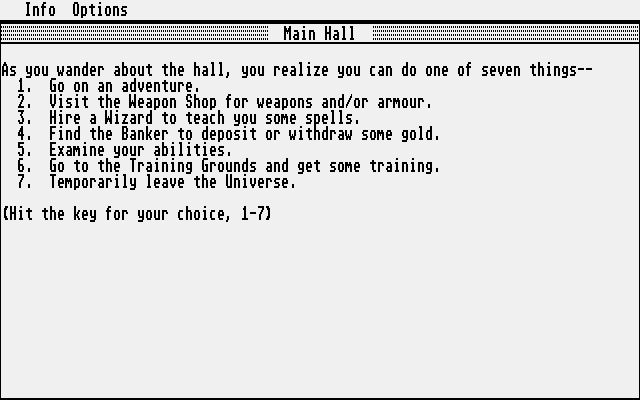 Info Options
Main Hall
As you wander about the hall, you realize you can do one of seven things--
1. Go on an adventure.
2. Visit the Weapon Shop for weapons and/or armour.
3. Hire a Wizard to teach you some spells.
4. Find the Banker to deposit or withdraw some gold.
5. Examine your abilities.
6. Go to the Training Grounds and get some training.
7. Temporarily leave the Universe.
(Hit the key for your choice, 1-7)